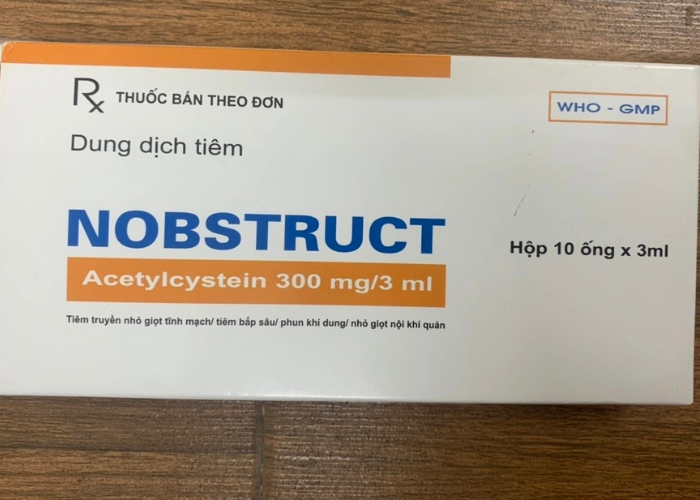 Rx THUỐC BÁN THEO ĐƠN
WHO - GMP
Dung dịch tiêm
NOBSTRUCT
Hộp 10 ống x 3ml
Acetylcystein 300 mg/3 ml
Tiêm truyền nhỏ giọt tĩnh mạch/ tiêm bắp sâu/ phun khí dung/ nhỏ giọt nội khí quản